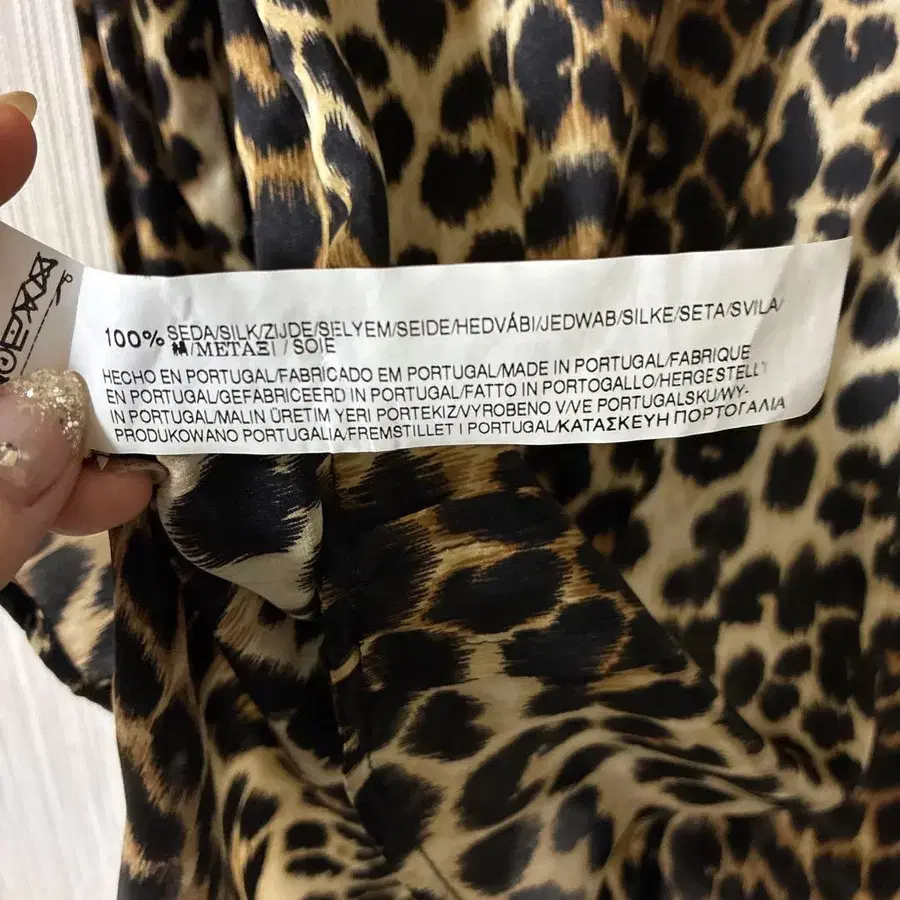 100% SEDA/SILK/ZIJDE/SELYEM/SEIDE/HEDVÁBI/JEDWAB/SILKE/SETA/SVILA/
/ΜΕΤΑΞΙ / SOIE
HECHO EN PORTUGAL/FABRICADO EM PORTUGAL/MADE IN PORTUGAL/FABRIQUE
EN PORTUGAL/GEFABRICEERD IN PORTUGAL/FATTO IN PORTOGALLO/HERGESTELLT
IN PORTUGAL/MALIN ÜRETIM YERI PORTEKIZ/VYROBENO V/VE PORTUGALSKU/WY-
PRODUKOWANO PORTUGALIA/FREMSTILLET I PORTUGAL/ΚΑΤΑΣΚΕΥΗ ΠΟΡΤΟΓΑΛΙΑ